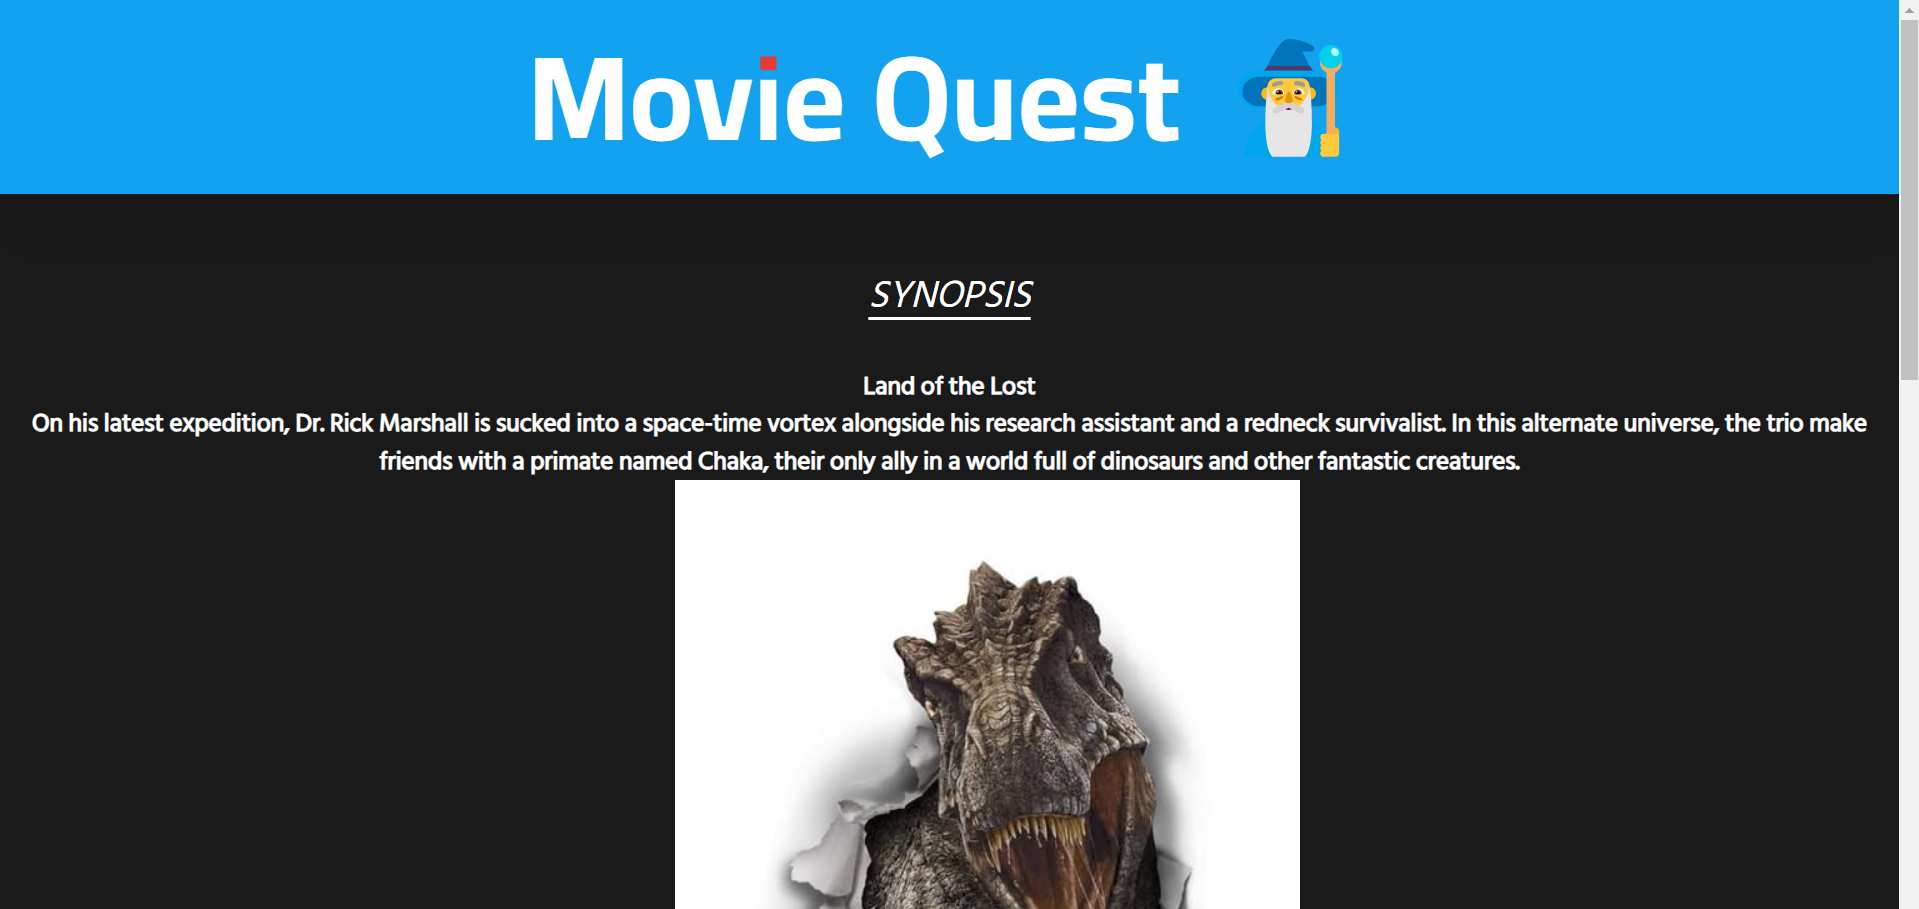 Movie Quest
SYNOPSIS
Land of the Lost
On his latest expedition, Dr. Rick Marshall is sucked into a space-time vortex alongside his research assistant and a redneck survivalist. In this alternate universe, the trio make
friends with a primate named Chaka, their only ally in a world full of dinosaurs and other fantastic creatures.